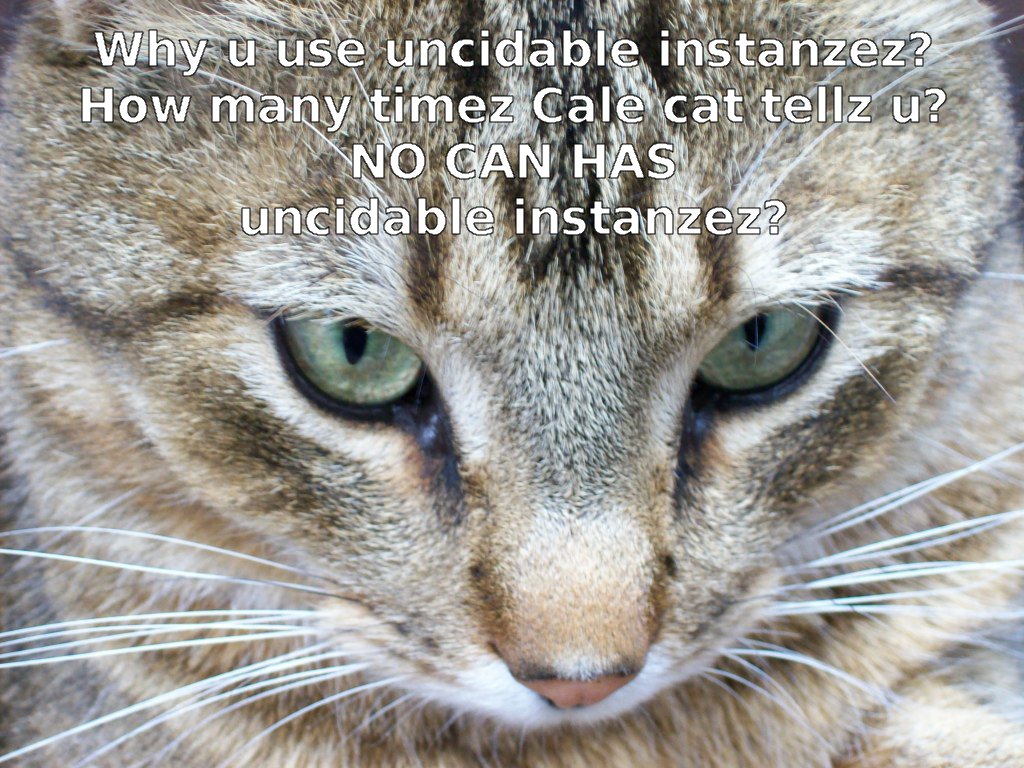 Why u use uncidable instanzez?
How many timez Cale cat tellz u?
NO CAN HAS
uncidable instanzez?